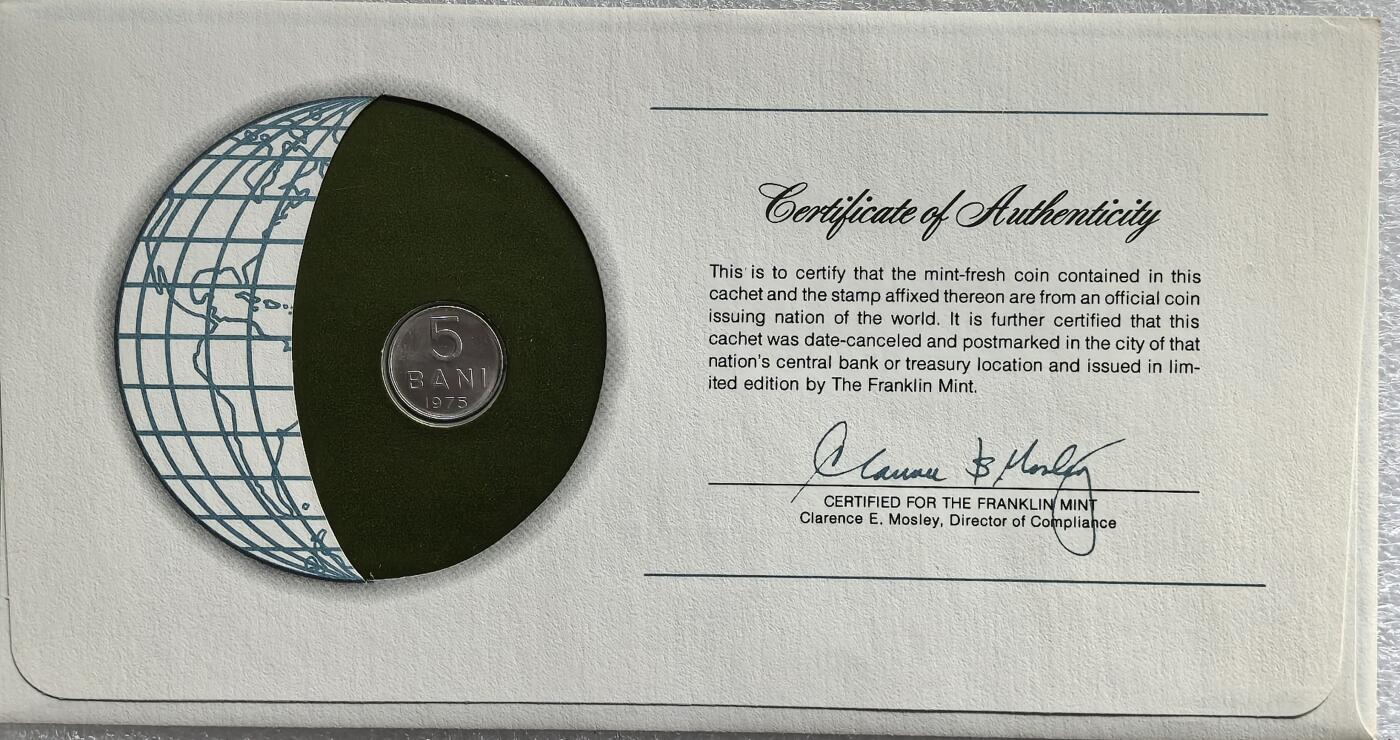 5
BANI
1975
Certificate of Authenticity
This is to certify that the mint-fresh coin contained in this
cachet and the stamp affixed thereon are from an official coin
issuing nation of the world. It is further certified that this
cachet was date-canceled and postmarked in the city of that
nation's central bank or treasury location and issued in lim-
ited edition by The Franklin Mint.
Clarence E Mosley
CERTIFIED FOR THE FRANKLIN MINT
Clarence E. Mosley, Director of Compliance